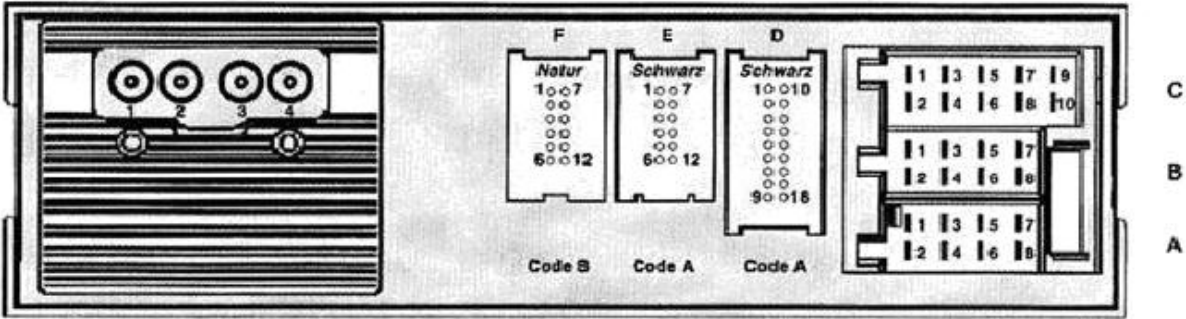 F E D
Natur Schwarz Schwarz
1 7 1 7 1 10
6 12 6 12 9 18
Code B Code A Code A
1 2 3 4
1 3 5 7 9
2 4 6 8 10
C
1 3 5 7
2 4 6 8
B
1 3 5 7
2 4 6 8
A